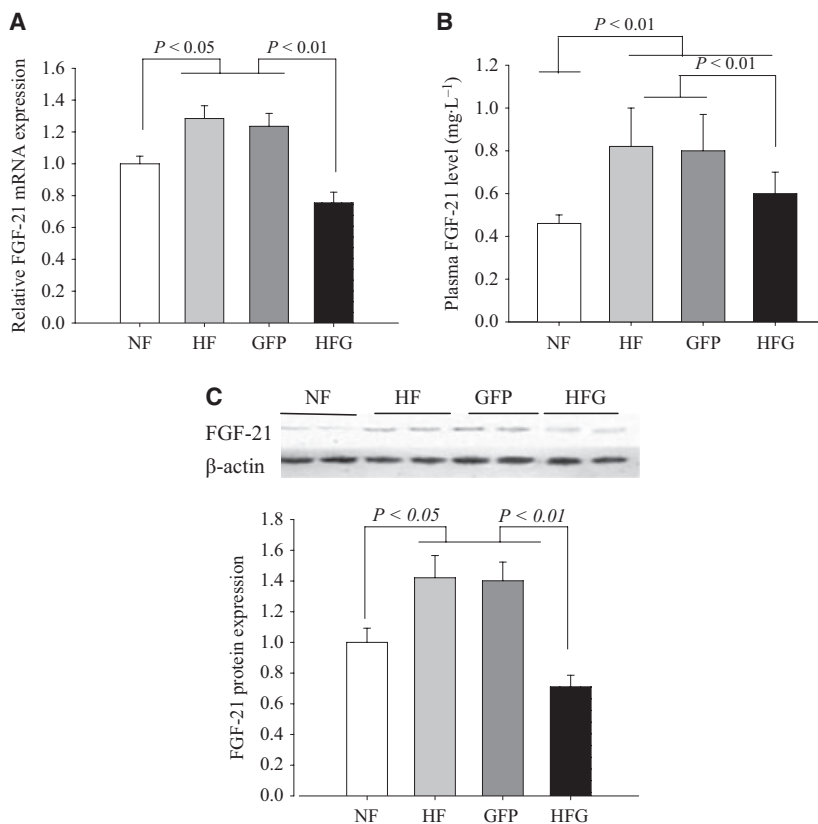 A
P < 0.05
P < 0.01
Relative FGF-21 mRNA expression
1.6
1.4
1.2
1.0
0.8
0.6
0.4
0.2
0.0
NF HF GFP HFG
B
P < 0.01
P < 0.01
Plasma FGF-21 level (mg·L⁻¹)
1.2
1.0
0.8
0.6
0.4
0.2
0.0
NF HF GFP HFG
C
NF HF GFP HFG
FGF-21
β-actin
P < 0.05
P < 0.01
FGF-21 protein expression
1.8
1.6
1.4
1.2
1.0
0.8
0.6
0.4
0.2
0.0
NF HF GFP HFG